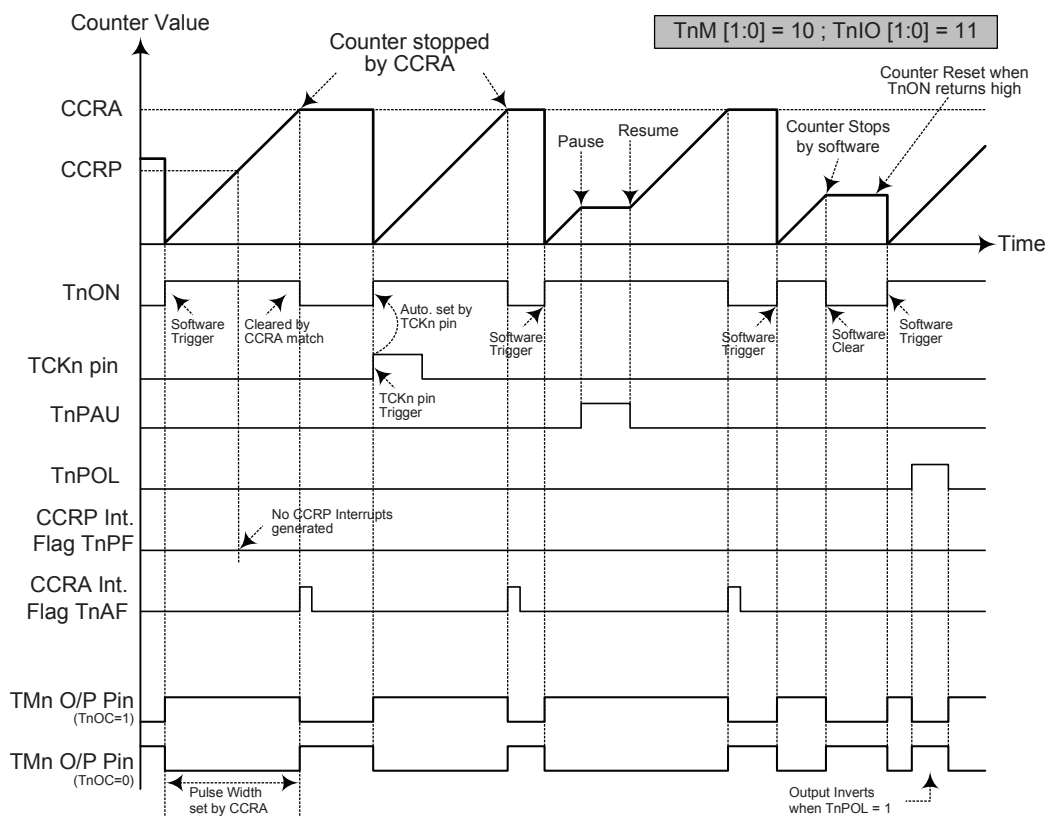 Counter Value
TnM [1:0] = 10 ; TnIO [1:0] = 11
Counter stopped
by CCRA
Counter Reset when
TnON returns high
CCRA
Pause
Resume
Counter Stops
by software
CCRP
Time
TnON
Software
Trigger
Cleared by
CCRA match
Auto. set by
TCKn pin
Software
Trigger
Software
Trigger
Software
Clear
Software
Trigger
TCKn pin
TCKn pin
Trigger
TnPAU
TnPOL
CCRP Int.
Flag TnPF
No CCRP Interrupts
generated
CCRA Int.
Flag TnAF
TMn O/P Pin
(TnOC=1)
TMn O/P Pin
(TnOC=0)
Pulse Width
set by CCRA
Output Inverts
when TnPOL = 1